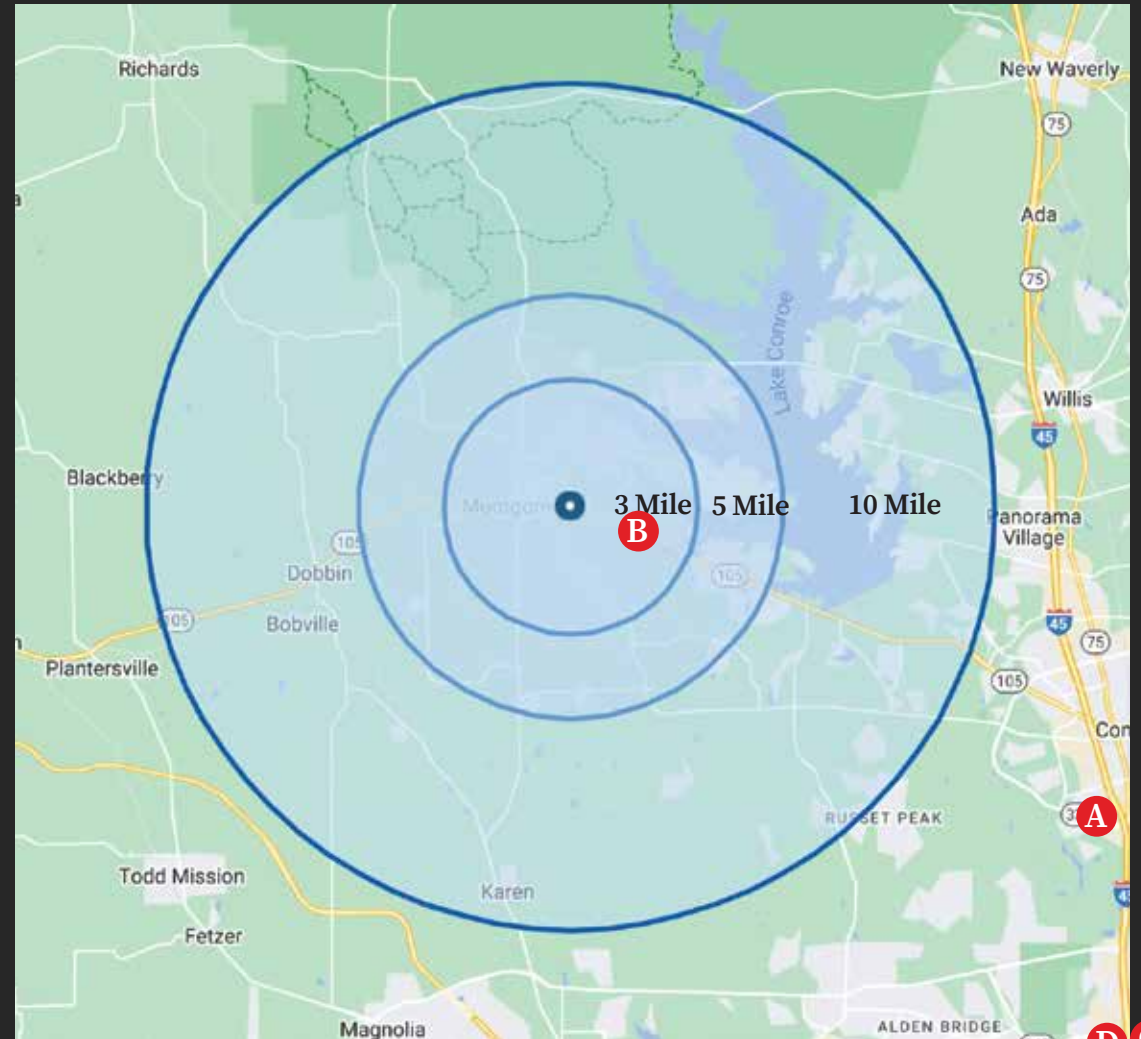 Richards
New Waverly
75
Ada
75
Lake Conroe
Willis
45
Blackberry
3 Mile
5 Mile
10 Mile
B
Panorama
Village
105
Dobbin
105
105
Bobville
45
75
Plantersville
105
Con
A
RUSSET PEAK
Todd Mission
Karen
Fetzer
Magnolia
ALDEN BRIDGE
D